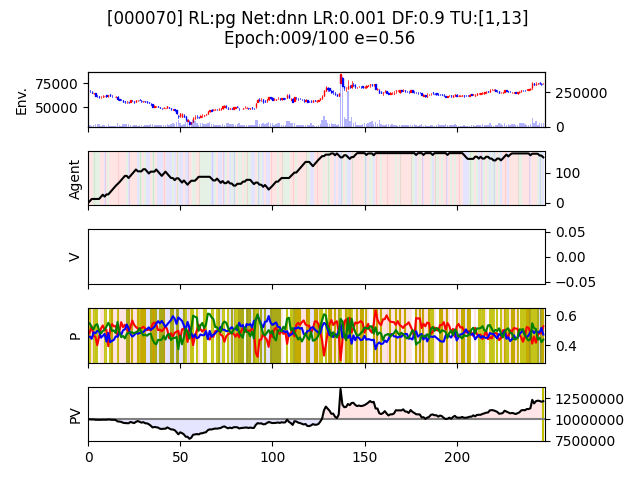 [000070] RL:pg Net:dnn LR:0.001 DF:0.9 TU:[1,13]
Epoch:009/100 e=0.56
Env.
75000
50000
250000
0
Agent
100
0
V
0.05
0.00
−0.05
P
0.6
0.4
PV
12500000
10000000
7500000
0
50
100
150
200